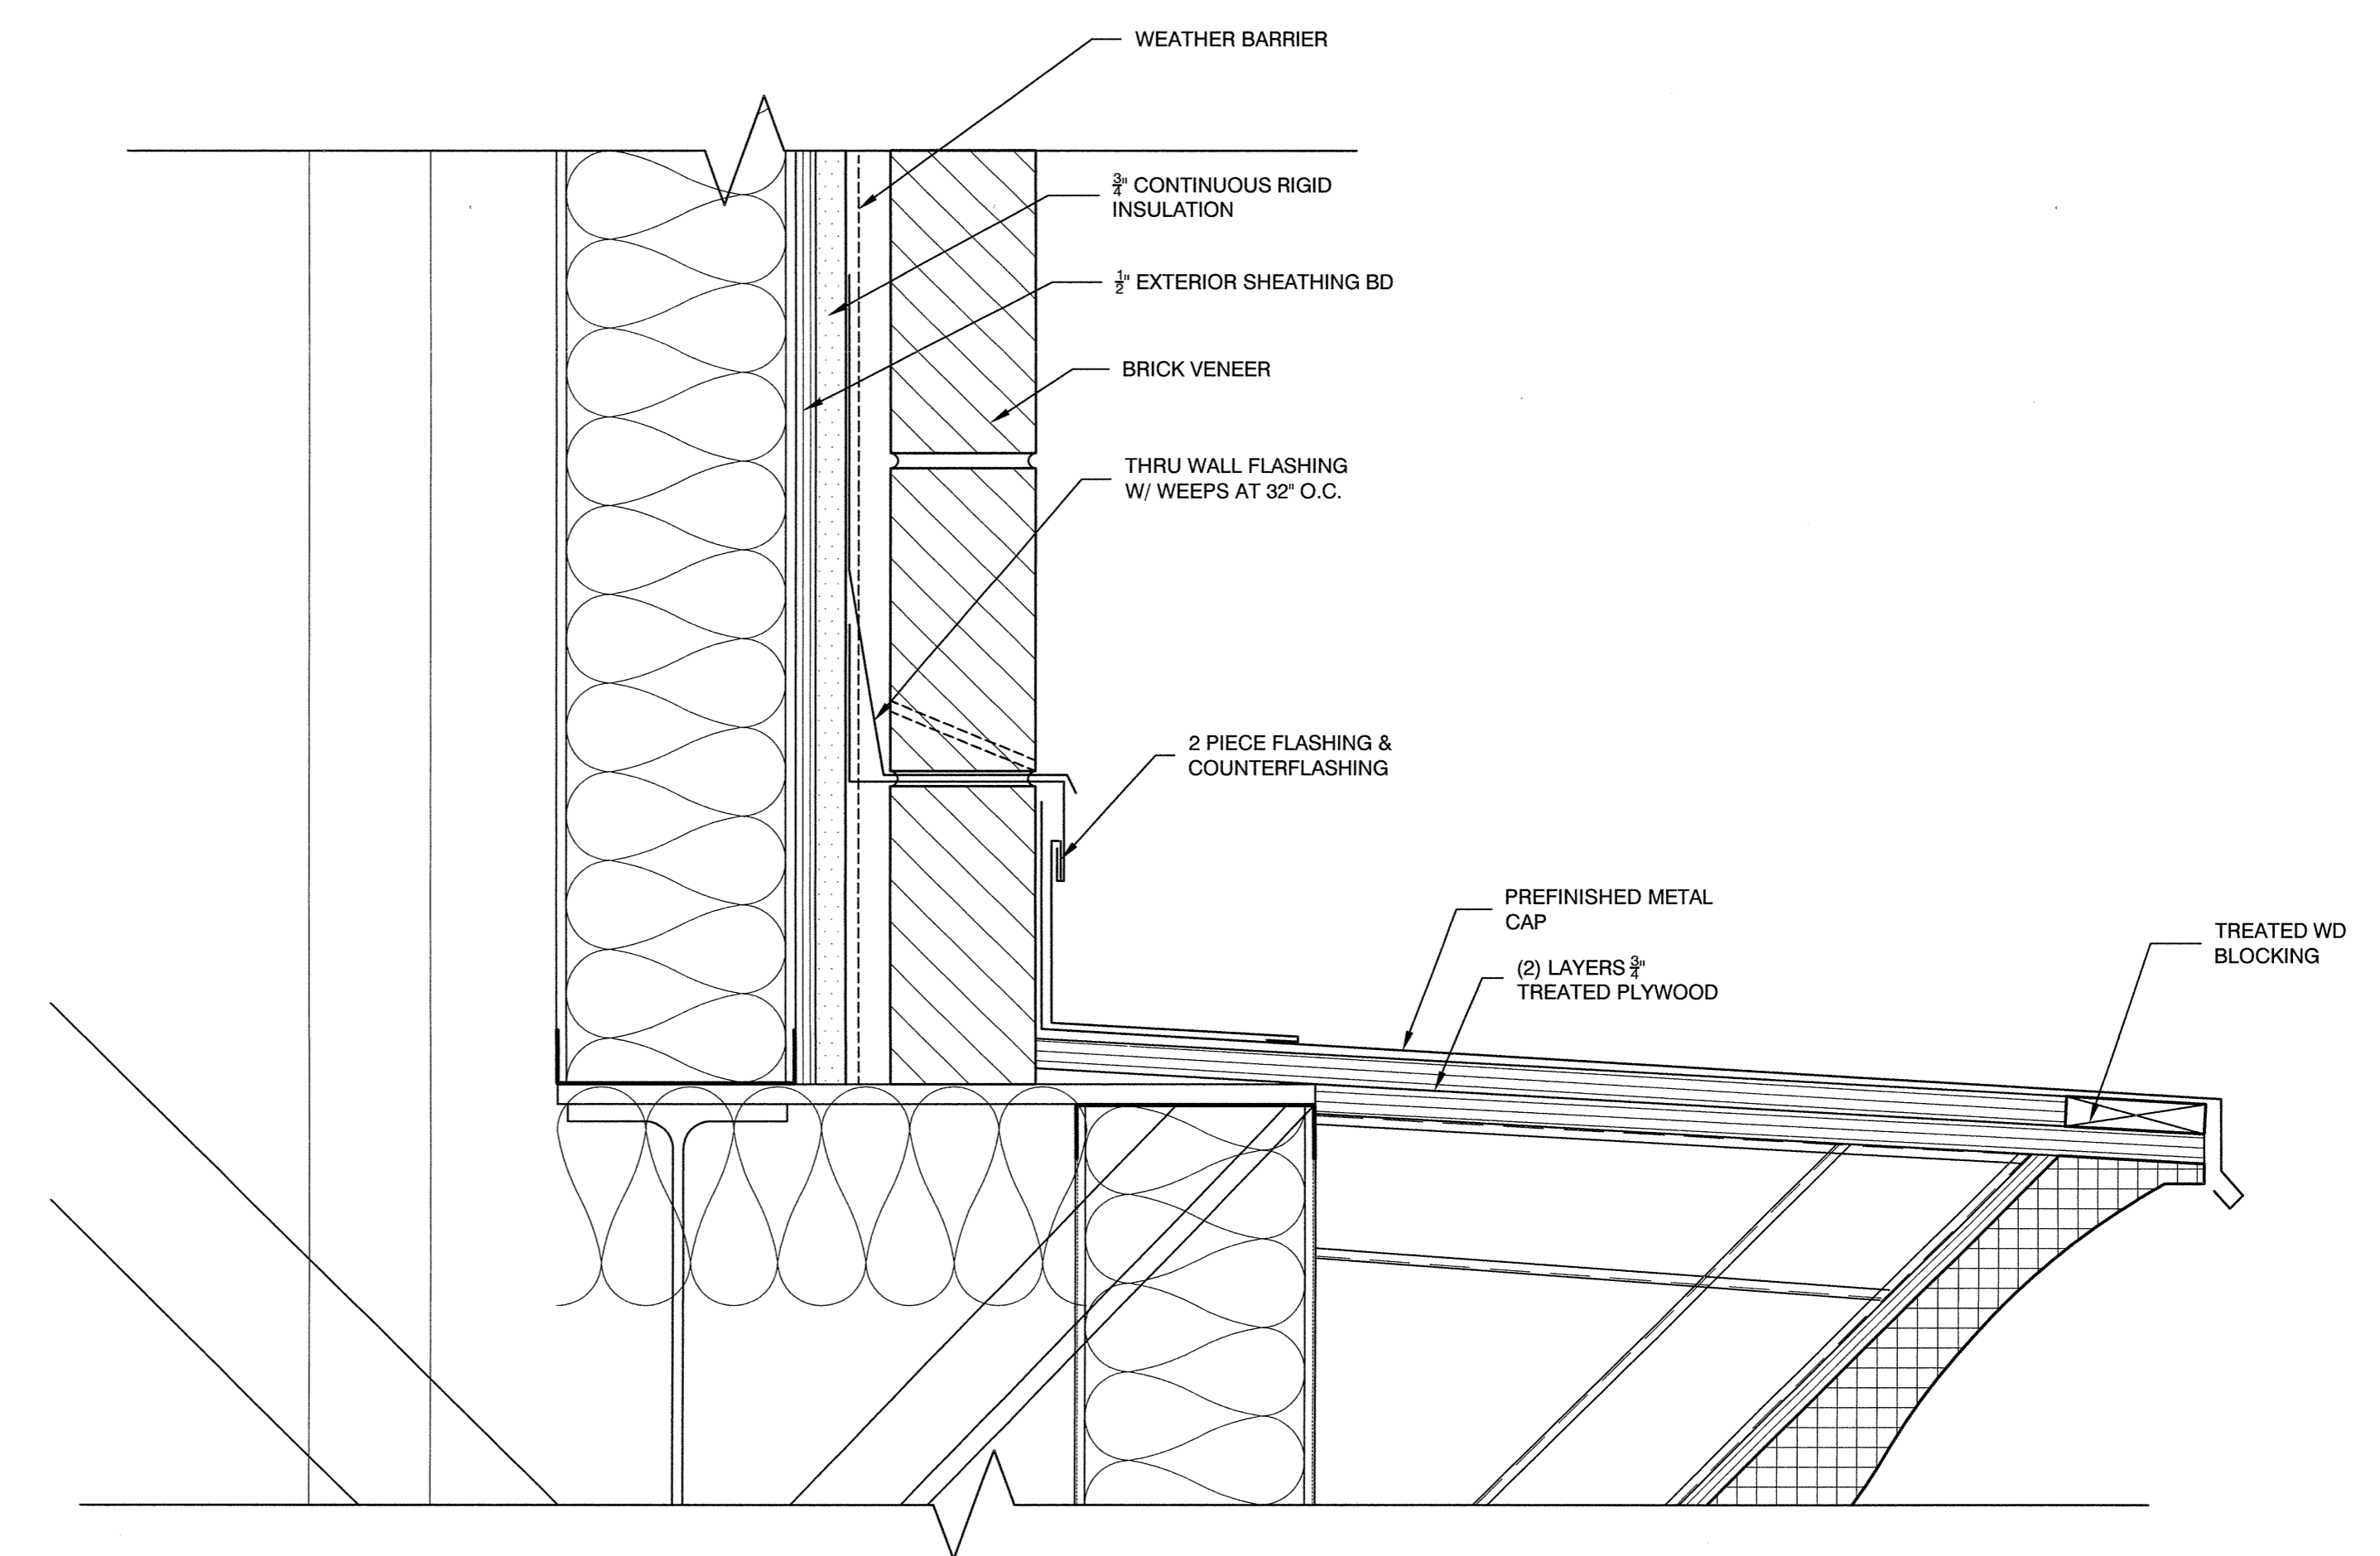 WEATHER BARRIER
3/4" CONTINUOUS RIGID
INSULATION
1/2" EXTERIOR SHEATHING BD
BRICK VENEER
THRU WALL FLASHING
W/ WEEPS AT 32" O.C.
2 PIECE FLASHING &
COUNTERFLASHING
PREFINISHED METAL
CAP
(2) LAYERS 3/4"
TREATED PLYWOOD
TREATED WD
BLOCKING